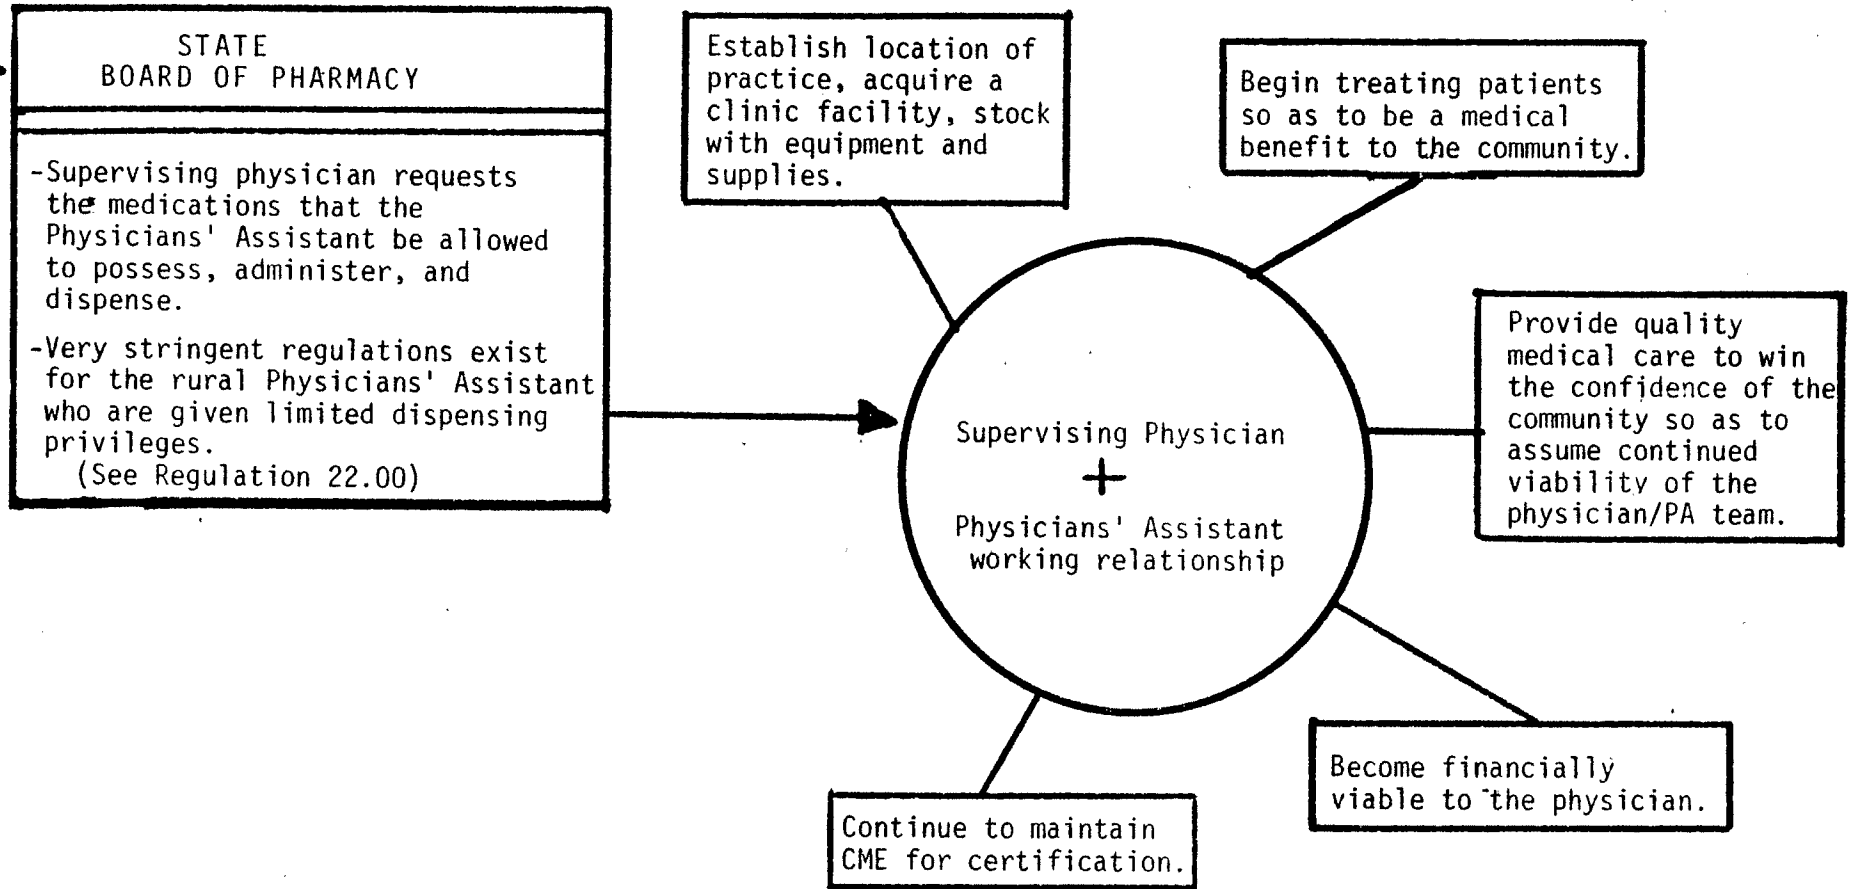 STATE
BOARD OF PHARMACY
-Supervising physician requests
the medications that the
Physicians' Assistant be allowed
to possess, administer, and
dispense.
-Very stringent regulations exist
for the rural Physicians' Assistant
who are given limited dispensing
privileges.
(See Regulation 22.00)
Establish location of
practice, acquire a
clinic facility, stock
with equipment and
supplies.
Begin treating patients
so as to be a medical
benefit to the community.
Provide quality
medical care to win
the confidence of the
community so as to
assume continued
viability of the
physician/PA team.
Supervising Physician
+
Physicians' Assistant
working relationship
Become financially
viable to the physician.
Continue to maintain
CME for certification.